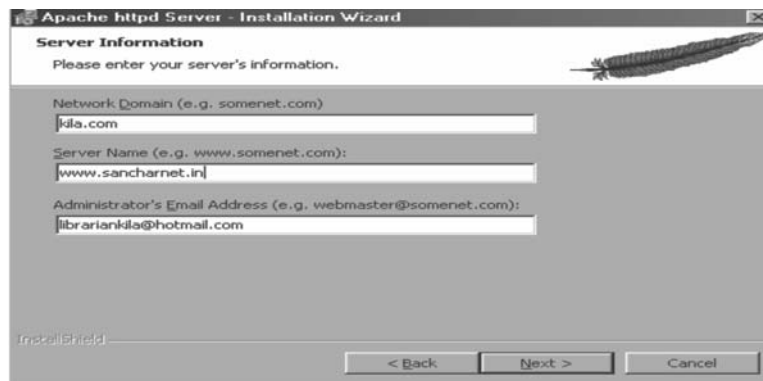 Apache httpd Server - Installation Wizard
Server Information
Please enter your server's information.
Network Domain (e.g. somenet.com)
kila.com
Server Name (e.g. www.somenet.com):
www.sancharnet.in
Administrator's Email Address (e.g. webmaster@somenet.com):
librariankila@hotmail.com
InstallShield
< Back
Next >
Cancel